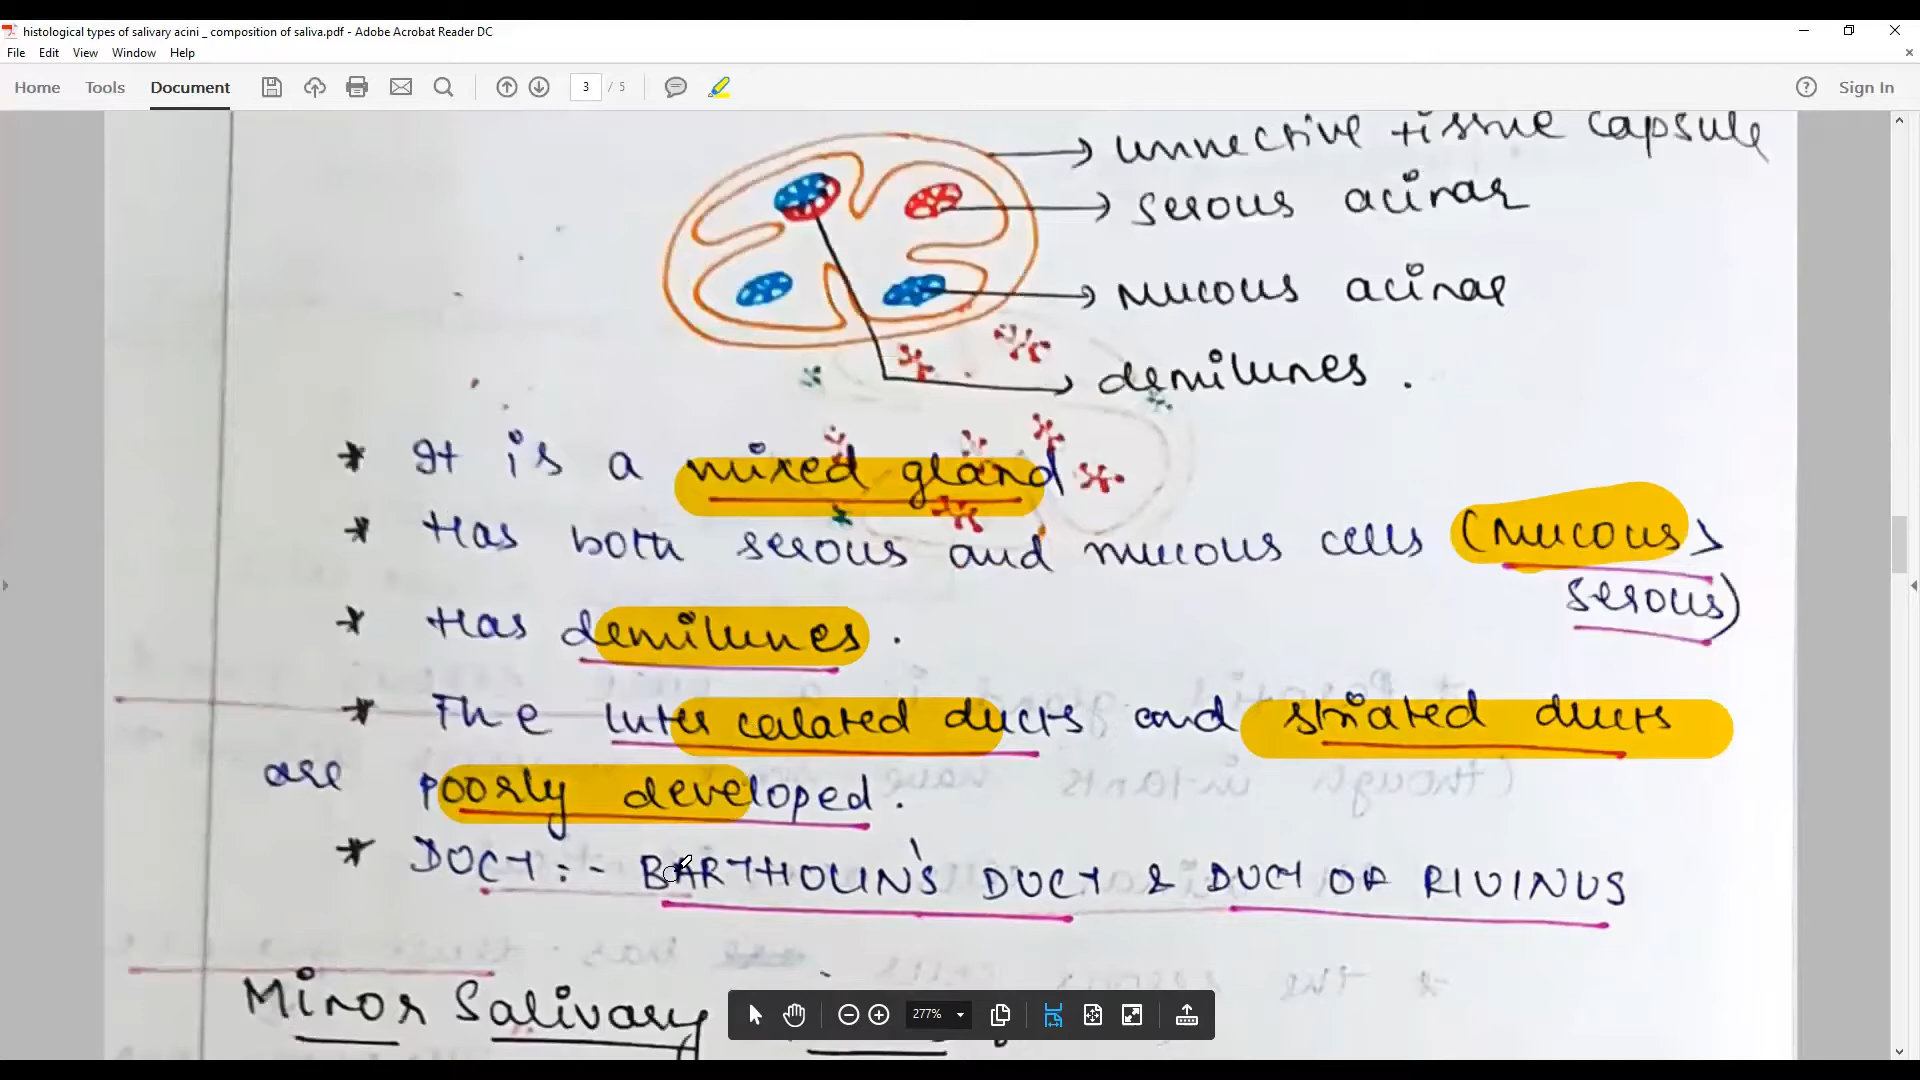 histological types of salivary acini _ composition of saliva.pdf - Adobe Acrobat Reader DC
File Edit View Window Help
Home Tools Document 3 / 5 Sign In
connective tissue capsule
serous acinar
mucous acinar
demilunes .
* It is a mixed gland
* Has both serous and mucous cells (mucous >
serous)
* Has demilunes .
* The Inter calated ducts and striated ducts
are poorly developed .
* DUCT :- BARTHOLIN'S DUCT & DUCT OF RIVINUS
Minor Salivary
277%